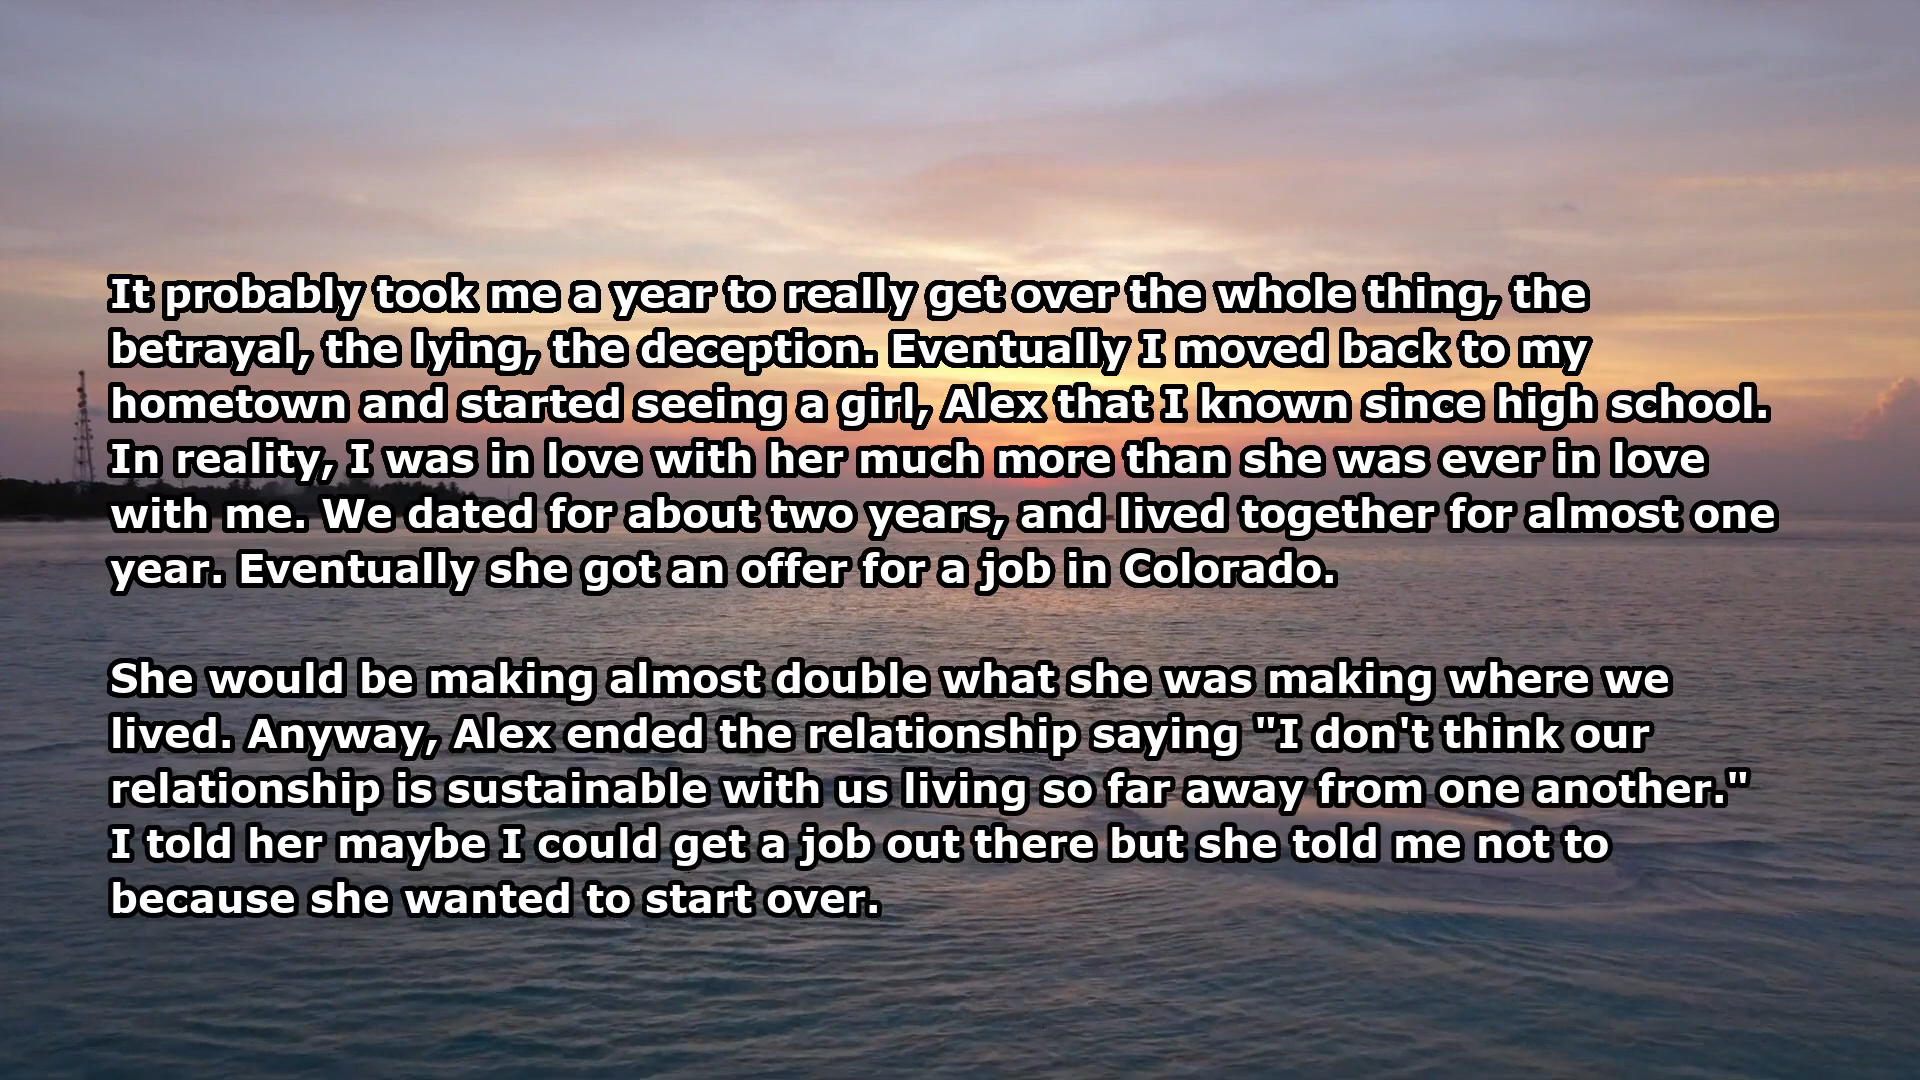 It probably took me a year to really get over the whole thing, the
betrayal, the lying, the deception. Eventually I moved back to my
hometown and started seeing a girl, Alex that I known since high school.
In reality, I was in love with her much more than she was ever in love
with me. We dated for about two years, and lived together for almost one
year. Eventually she got an offer for a job in Colorado.
She would be making almost double what she was making where we
lived. Anyway, Alex ended the relationship saying "I don't think our
relationship is sustainable with us living so far away from one another."
I told her maybe I could get a job out there but she told me not to
because she wanted to start over.